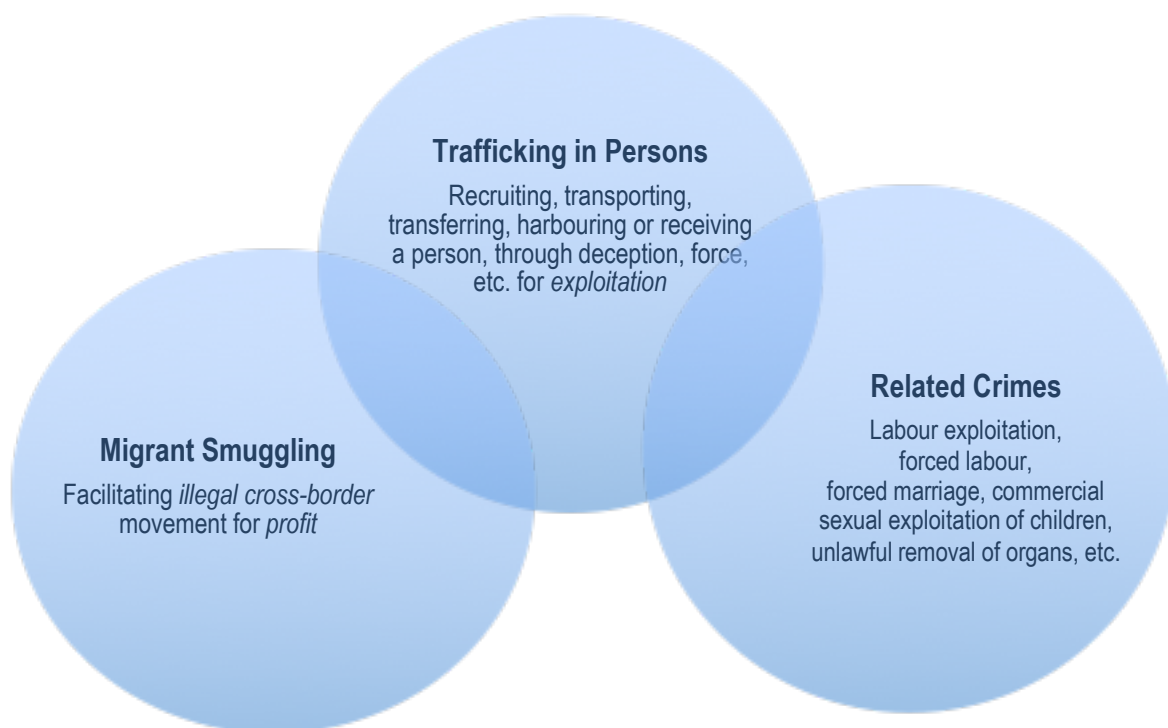 Trafficking in Persons
Recruiting, transporting,
transferring, harbouring or receiving
a person, through deception, force,
etc. for exploitation
Migrant Smuggling
Facilitating illegal cross-border
movement for profit
Related Crimes
Labour exploitation,
forced labour,
forced marriage, commercial
sexual exploitation of children,
unlawful removal of organs, etc.